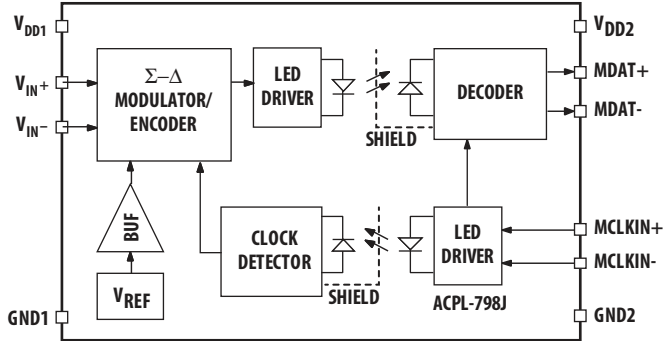 VDD1
VIN+
VIN–
GND1
Σ–Δ
MODULATOR/
ENCODER
BUF
VREF
LED
DRIVER
SHIELD
DECODER
CLOCK
DETECTOR
SHIELD
LED
DRIVER
ACPL-798J
VDD2
MDAT+
MDAT-
MCLKIN+
MCLKIN-
GND2